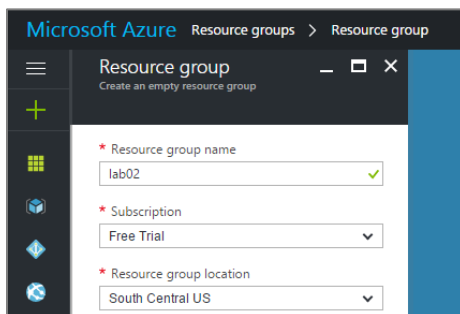 Microsoft Azure Resource groups > Resource group
Resource group
Create an empty resource group
* Resource group name
lab02
* Subscription
Free Trial
* Resource group location
South Central US